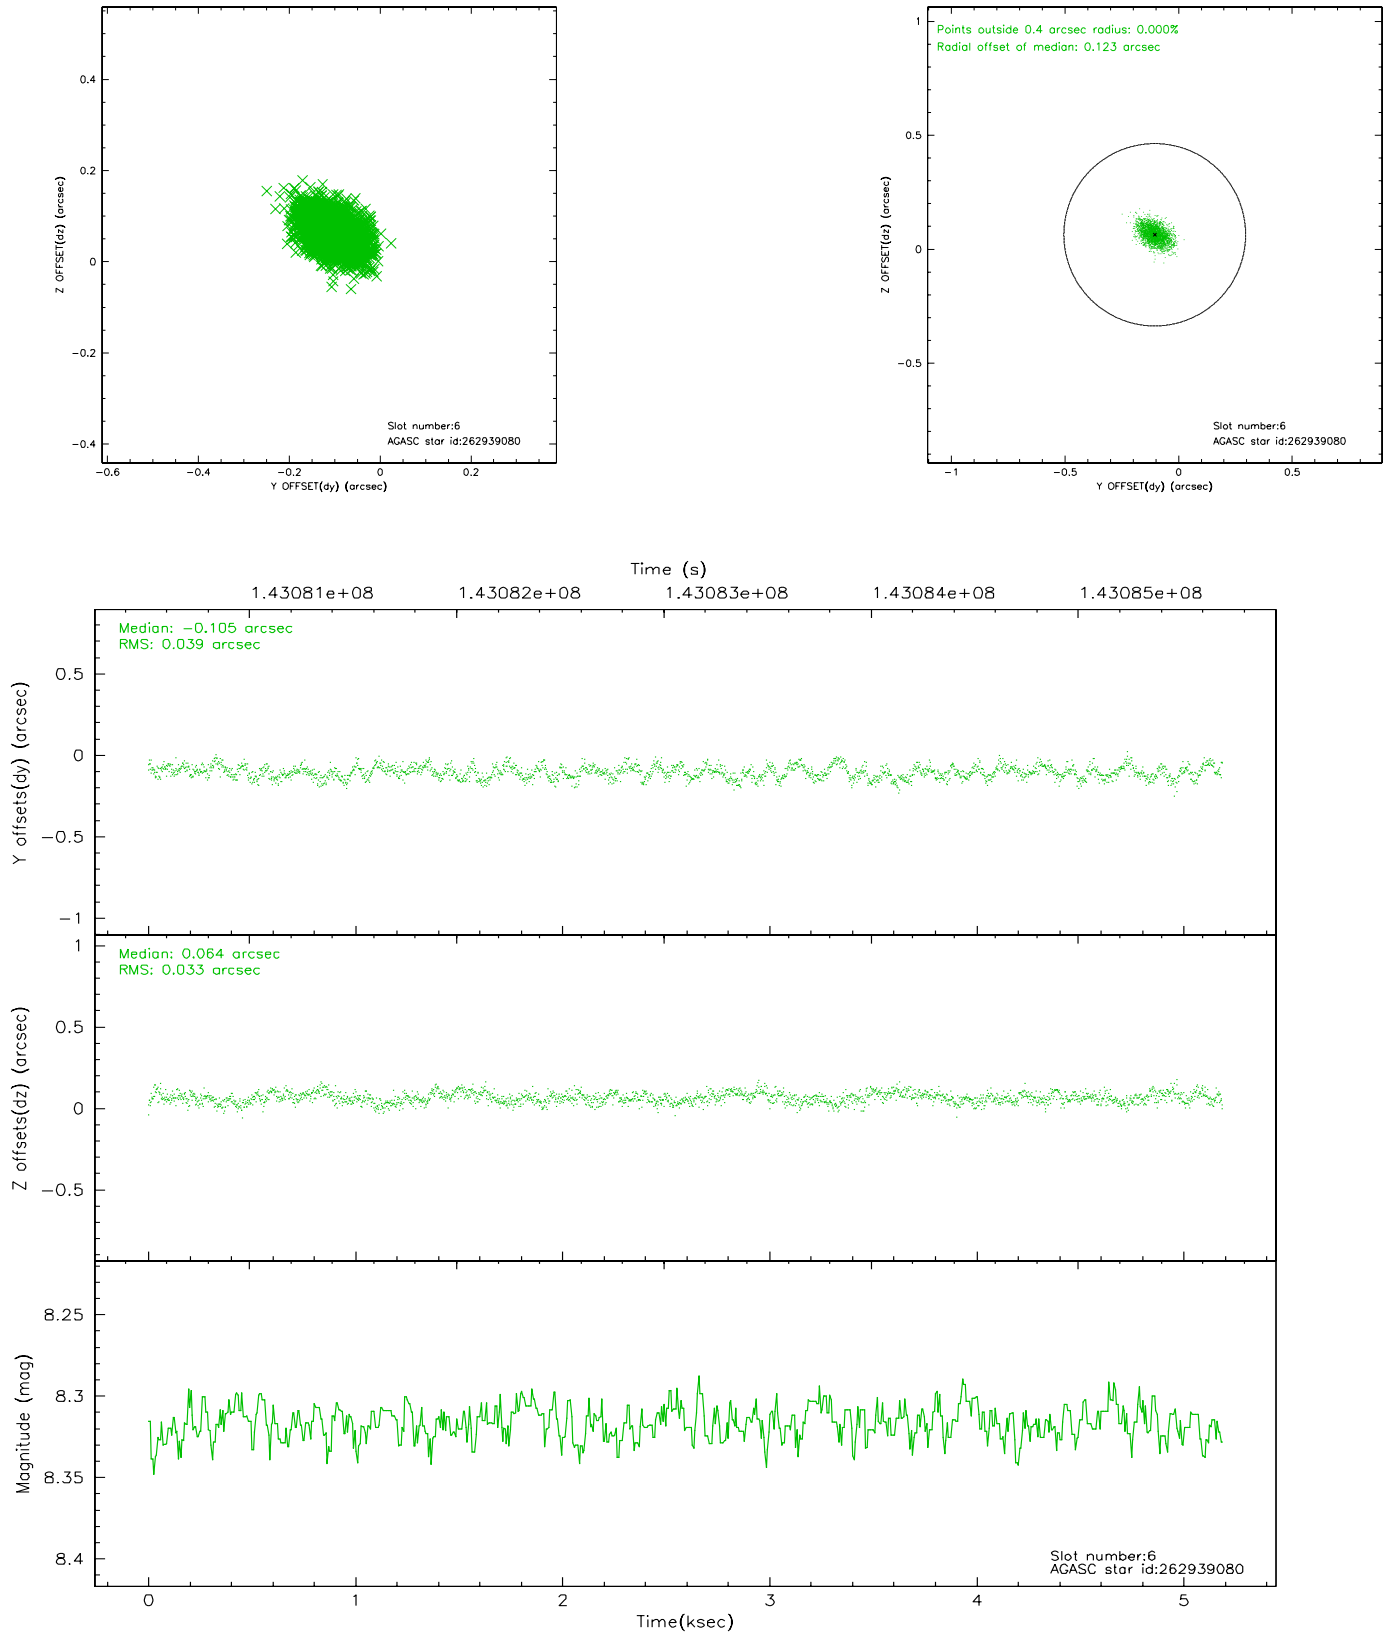 0.4
0.2
0
−0.2
−0.4
Z OFFSET(dz) (arcsec)
−0.6
−0.4
−0.2
0
0.2
Y OFFSET(dy) (arcsec)
Slot number:6
AGASC star id:262939080
Points outside 0.4 arcsec radius: 0.000%
Radial offset of median: 0.123 arcsec
1
0.5
0
−0.5
Z OFFSET(dz) (arcsec)
−1
−0.5
0
0.5
Y OFFSET(dy) (arcsec)
Slot number:6
AGASC star id:262939080
Time (s)
1.43081e+08
1.43082e+08
1.43083e+08
1.43084e+08
1.43085e+08
Median: −0.105 arcsec
RMS: 0.039 arcsec
0.5
0
−0.5
−1
Y offsets(dy) (arcsec)
Median: 0.064 arcsec
RMS: 0.033 arcsec
1
0.5
0
−0.5
Z offsets(dz) (arcsec)
8.25
8.3
8.35
8.4
Magnitude (mag)
Slot number:6
AGASC star id:262939080
0
1
2
3
4
5
Time(ksec)